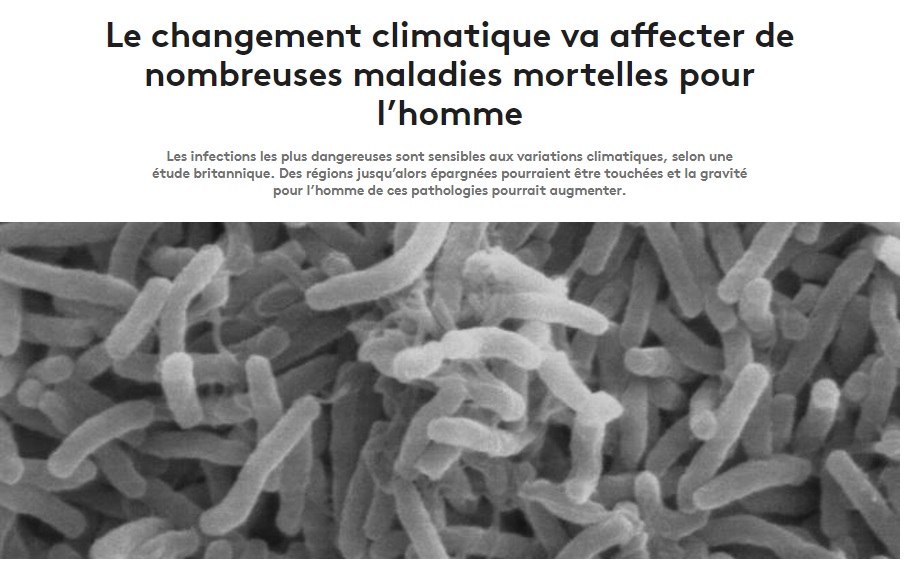 Le changement climatique va affecter de
nombreuses maladies mortelles pour
l’homme
Les infections les plus dangereuses sont sensibles aux variations climatiques, selon une
étude britannique. Des régions jusqu’alors épargnées pourraient être touchées et la gravité
pour l’homme de ces pathologies pourrait augmenter.